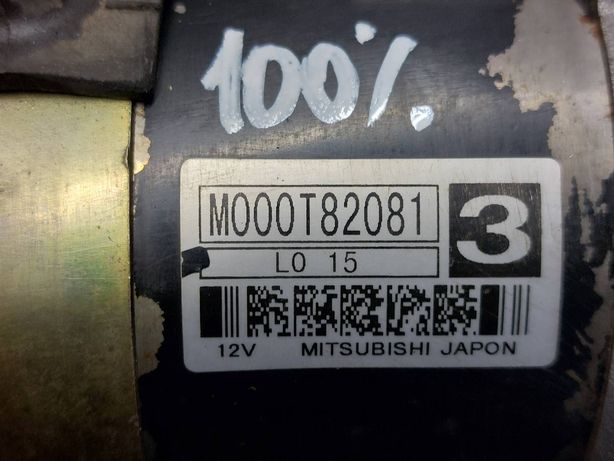 100%
M000T82081 3
L0 15
12V MITSUBISHI JAPON